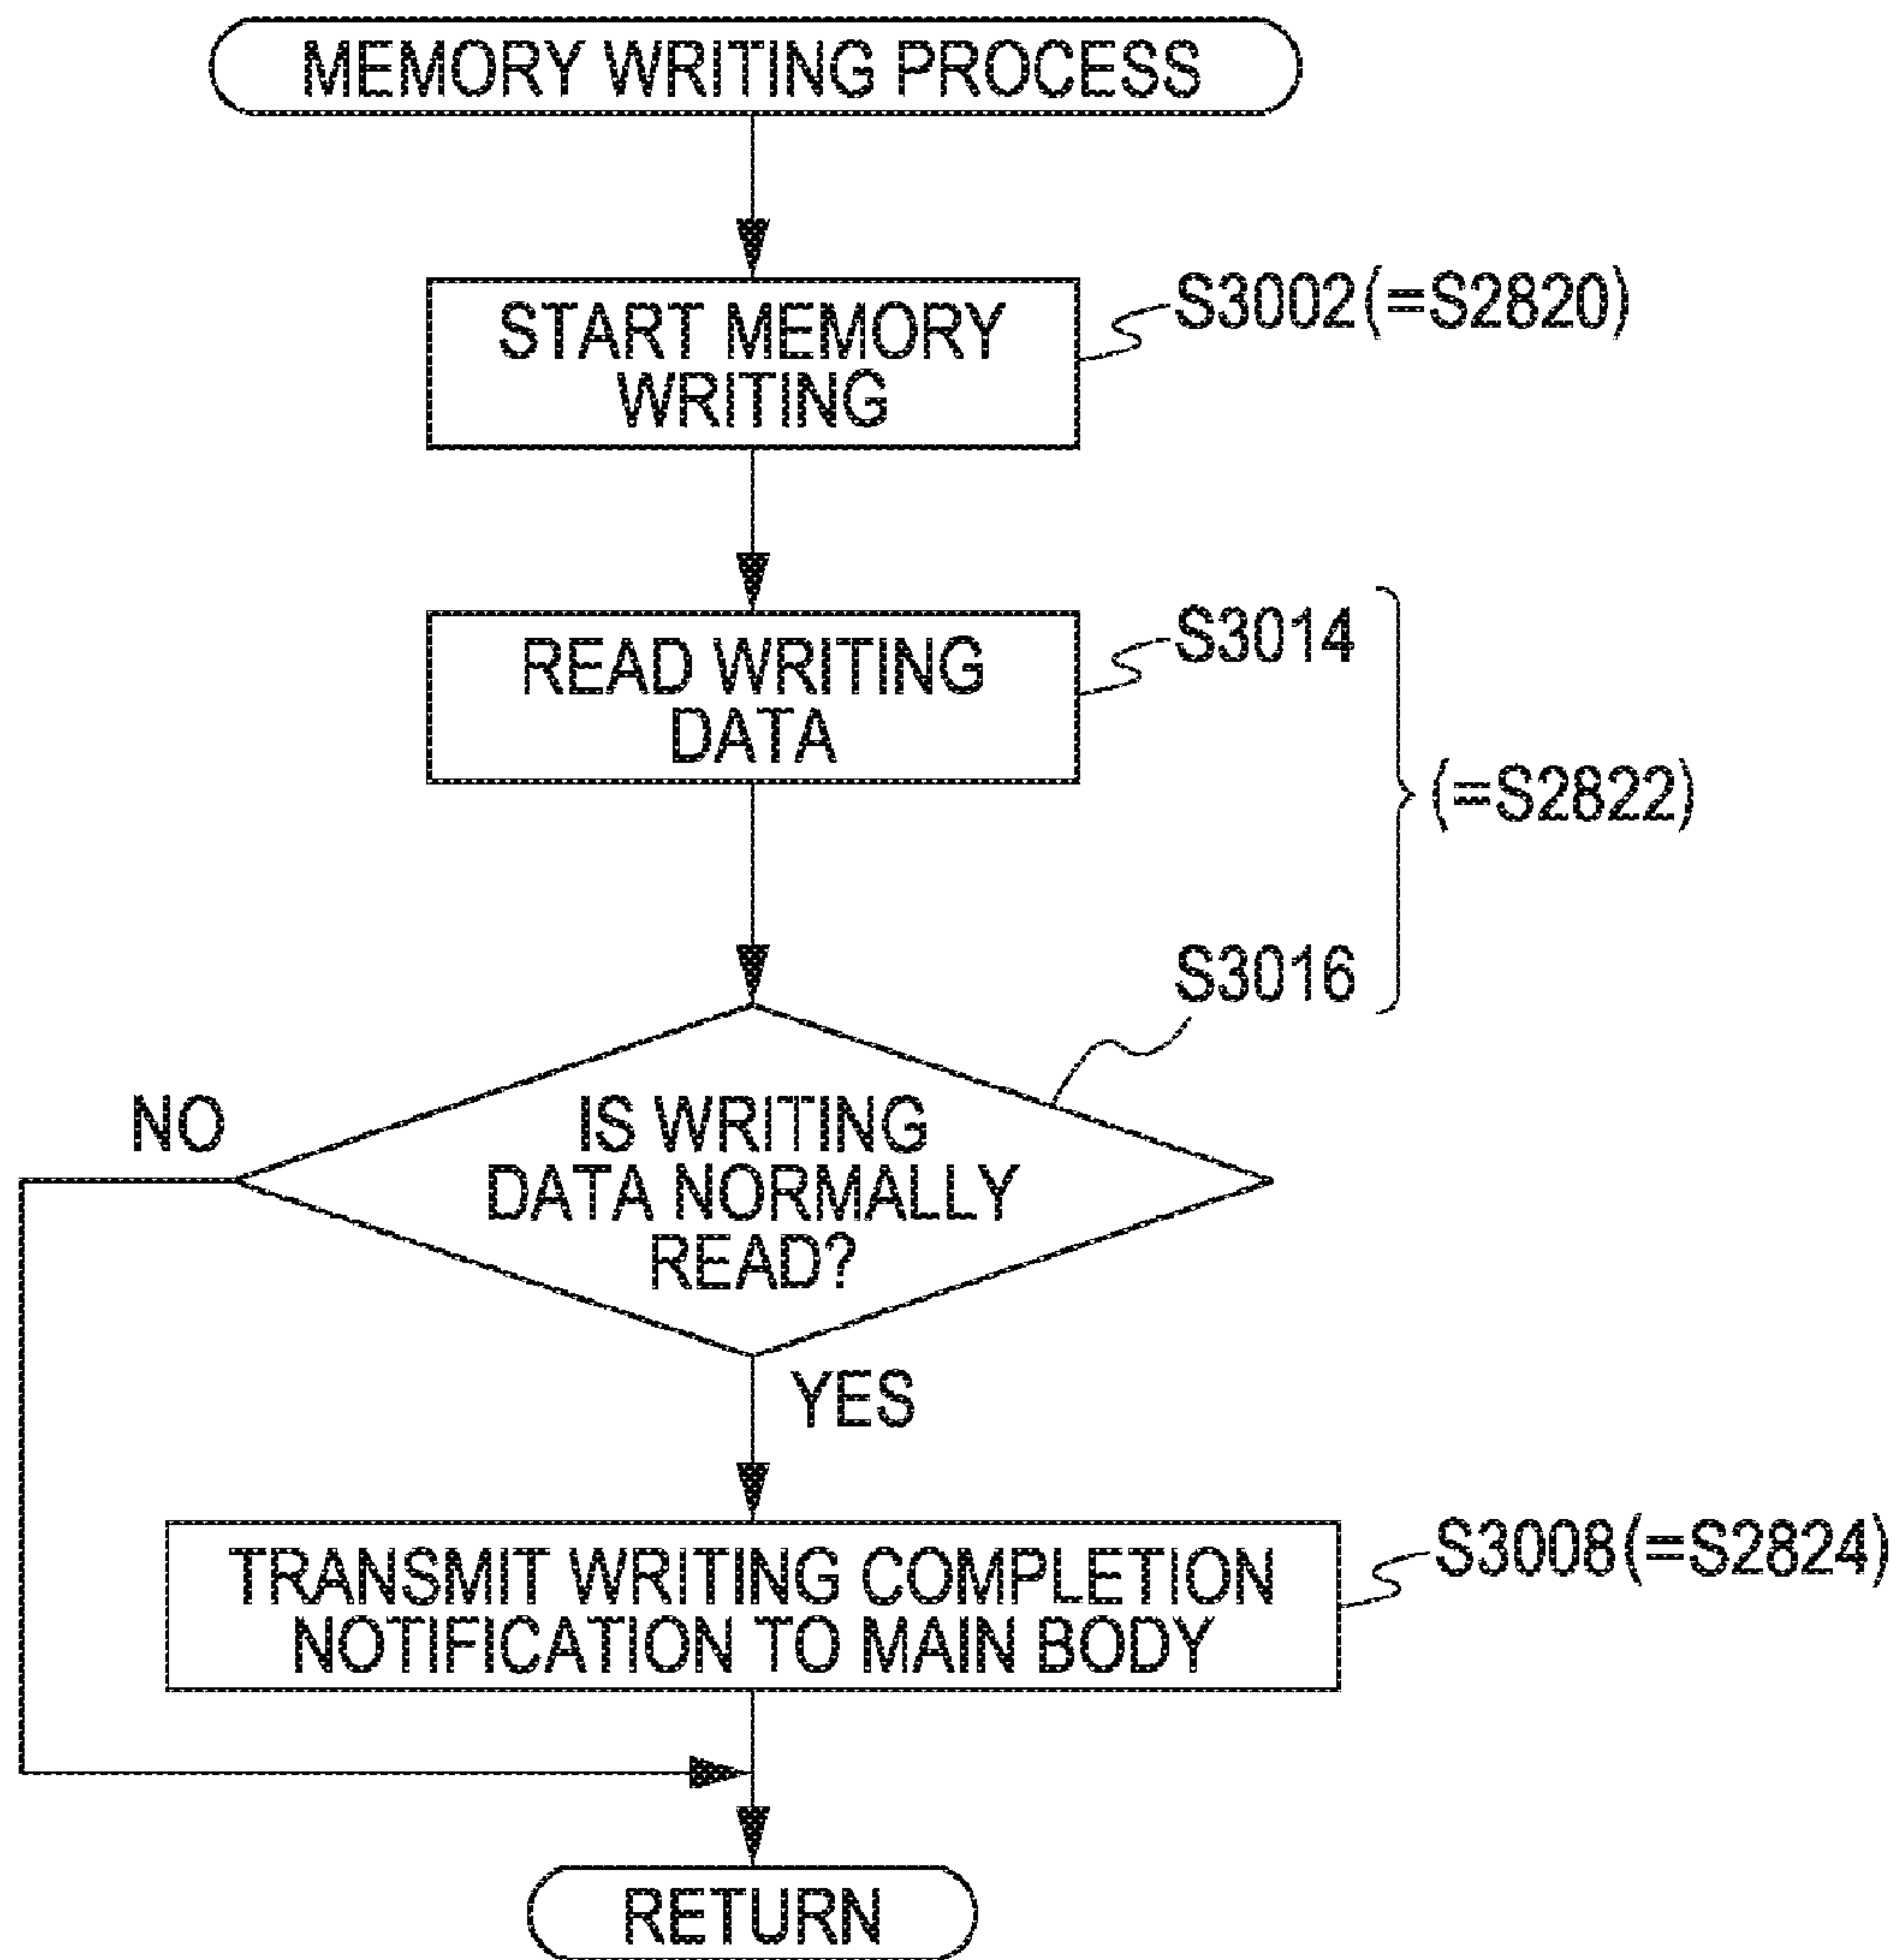 MEMORY WRITING PROCESS
START MEMORY
WRITING
S3002(=S2820)
READ WRITING
DATA
S3014
(=S2822)
S3016
IS WRITING
DATA NORMALLY
READ?
NO
YES
TRANSMIT WRITING COMPLETION
NOTIFICATION TO MAIN BODY
S3008(=S2824)
RETURN